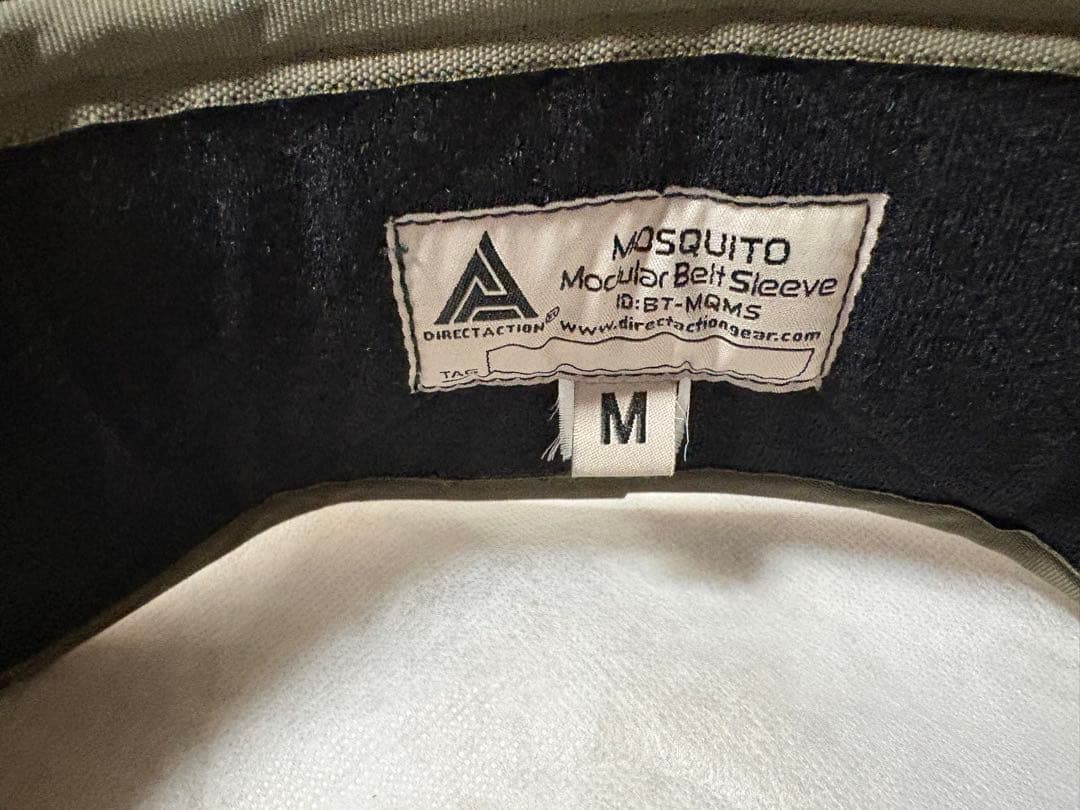 MOSQUITO
Modular Belt Sleeve
ID:BT-MQMS
DIRECTACTION®
www.directactiongear.com
TAG
M